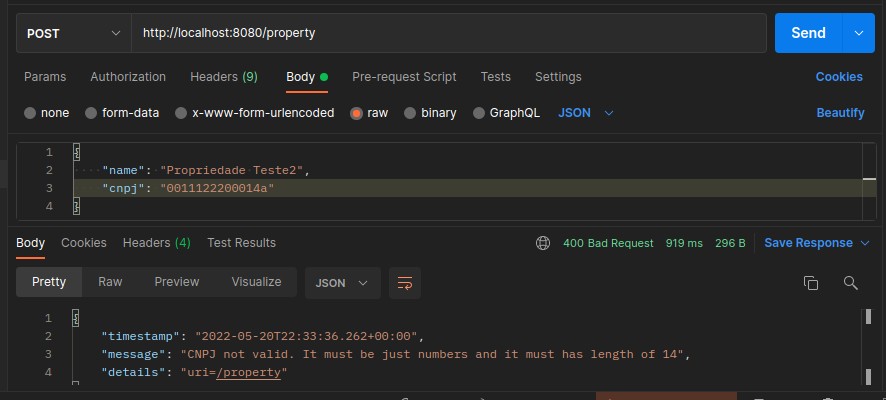 POST http://localhost:8080/property Send
Params Authorization Headers (9) Body Pre-request Script Tests Settings Cookies
none form-data x-www-form-urlencoded raw binary GraphQL JSON Beautify
1 {
2 "name": "Propriedade Teste2",
3 "cnpj": "0011122200014a"
4 }
Body Cookies Headers (4) Test Results 400 Bad Request 919 ms 296 B Save Response
Pretty Raw Preview Visualize JSON
1 {
2 "timestamp": "2022-05-20T22:33:36.262+00:00",
3 "message": "CNPJ not valid. It must be just numbers and it must has length of 14",
4 "details": "uri=/property"